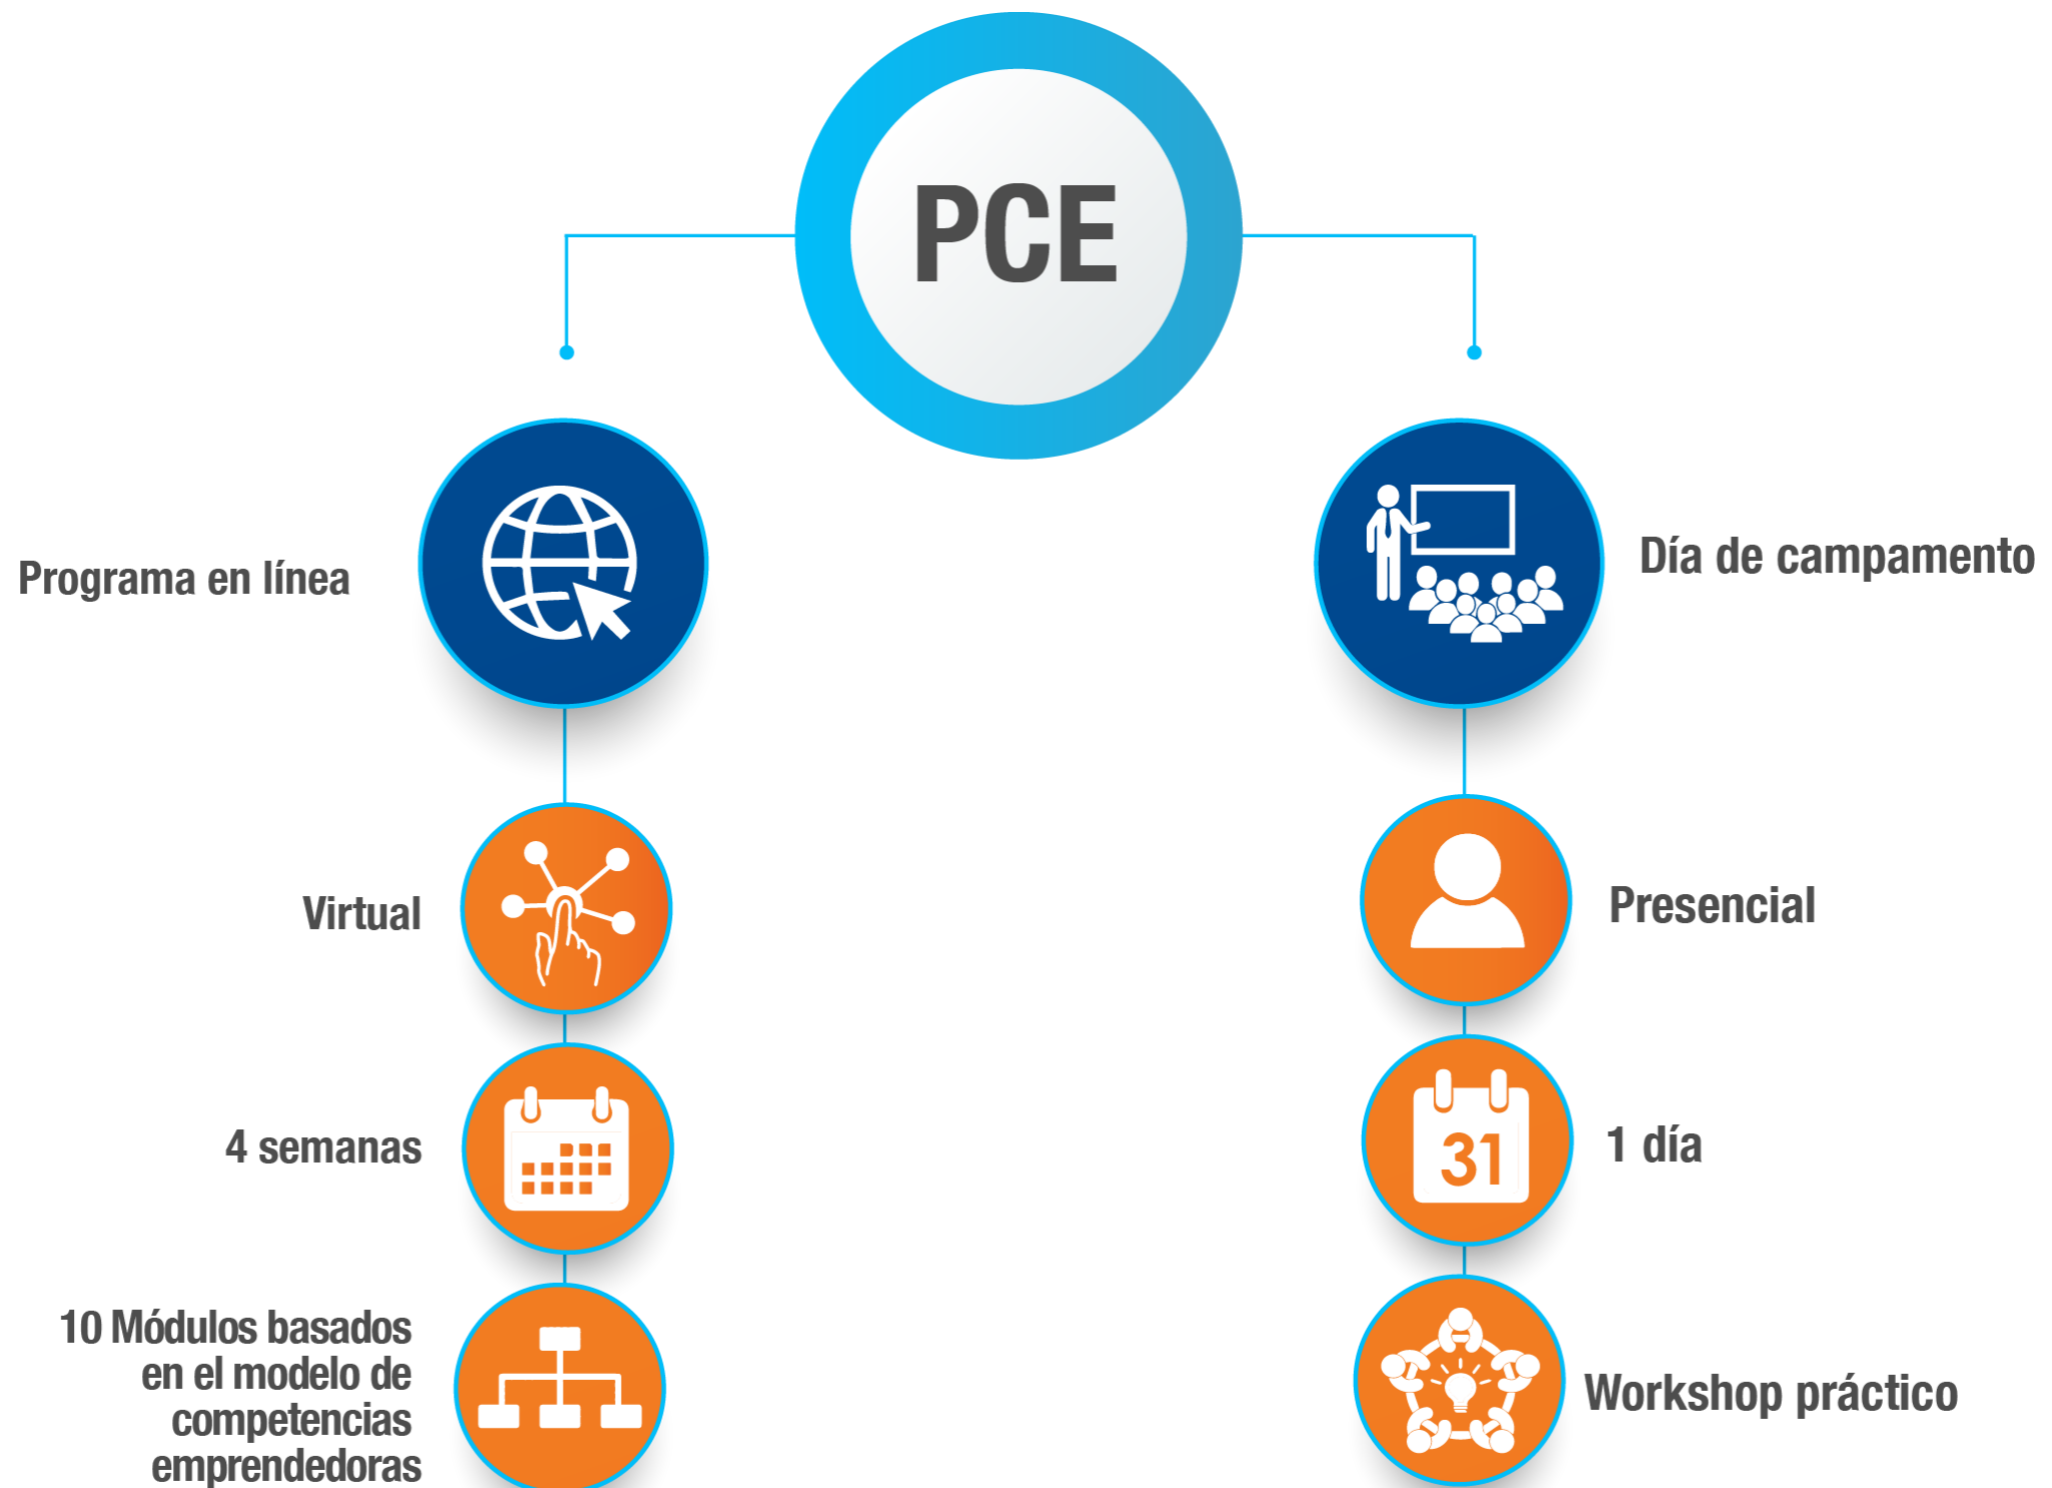 PCE
Programa en línea
Virtual
4 semanas
10 Módulos basados
en el modelo de
competencias
emprendedoras
Día de campamento
Presencial
31
1 día
Workshop práctico